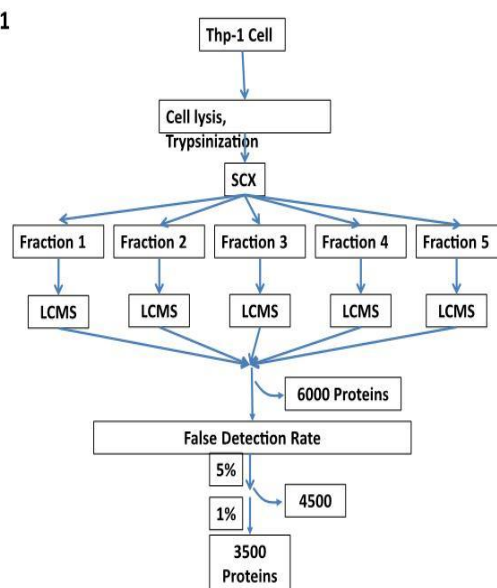 1
Thp-1 Cell
Cell lysis,
Trypsinization
SCX
Fraction 1 Fraction 2 Fraction 3 Fraction 4 Fraction 5
LCMS LCMS LCMS LCMS LCMS
6000 Proteins
False Detection Rate
5%
4500
1%
3500
Proteins